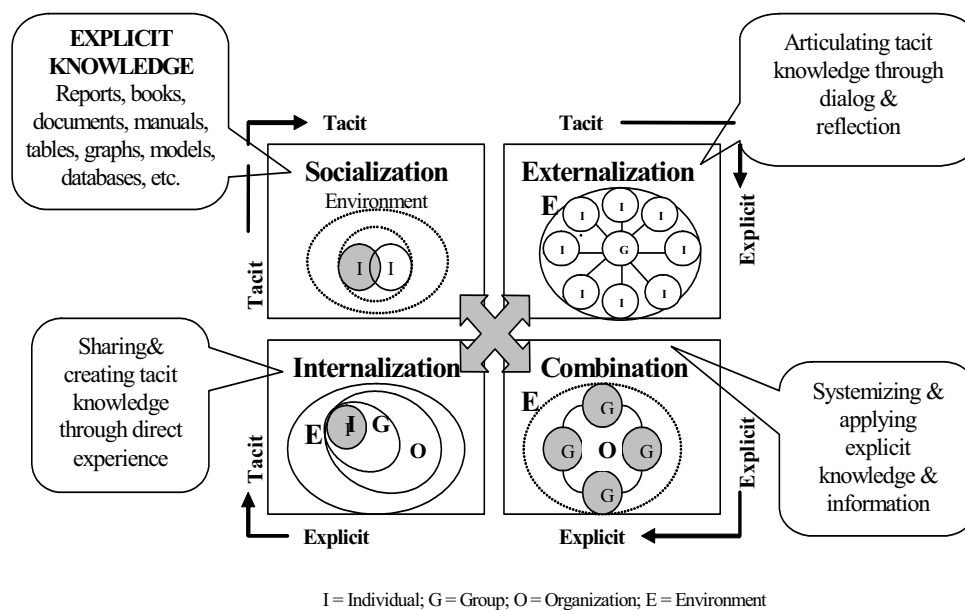 EXPLICIT
KNOWLEDGE
Reports, books,
documents, manuals,
tables, graphs, models,
databases, etc.
Articulating tacit
knowledge through
dialog &
reflection
Tacit
Tacit
Socialization
Environment
I I
Tacit
Externalization
E
I I I
I G I
I I I
Explicit
Sharing&
creating tacit
knowledge
through direct
experience
Internalization
E I G O
Tacit
Explicit
Combination
E
G
G O G
G
Explicit
Explicit
Systemizing &
applying
explicit
knowledge &
information
I = Individual; G = Group; O = Organization; E = Environment